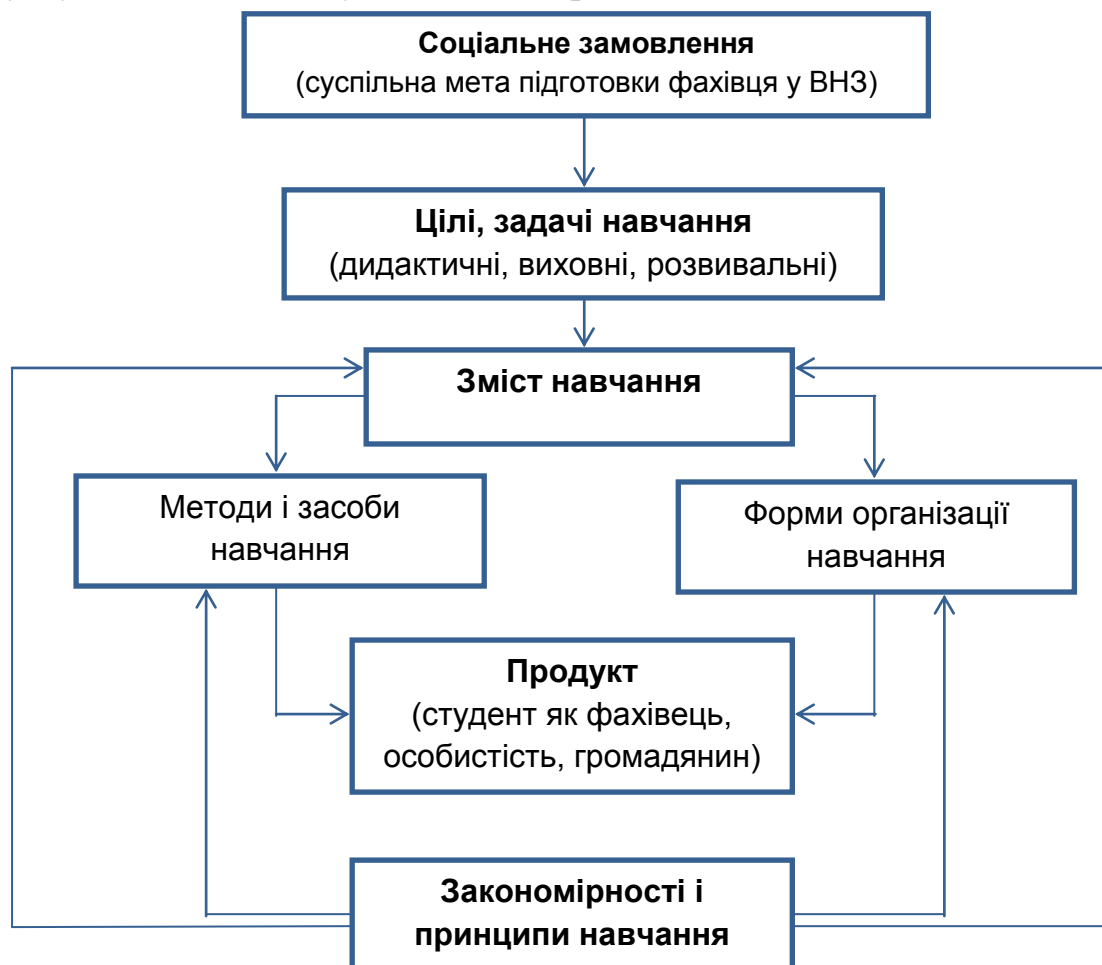 Соціальне замовлення
(суспільна мета підготовки фахівця у ВНЗ)
Цілі, задачі навчання
(дидактичні, виховні, розвивальні)
Зміст навчання
Методи і засоби
навчання
Форми організації
навчання
Продукт
(студент як фахівець,
особистість, громадянин)
Закономірності і
принципи навчання